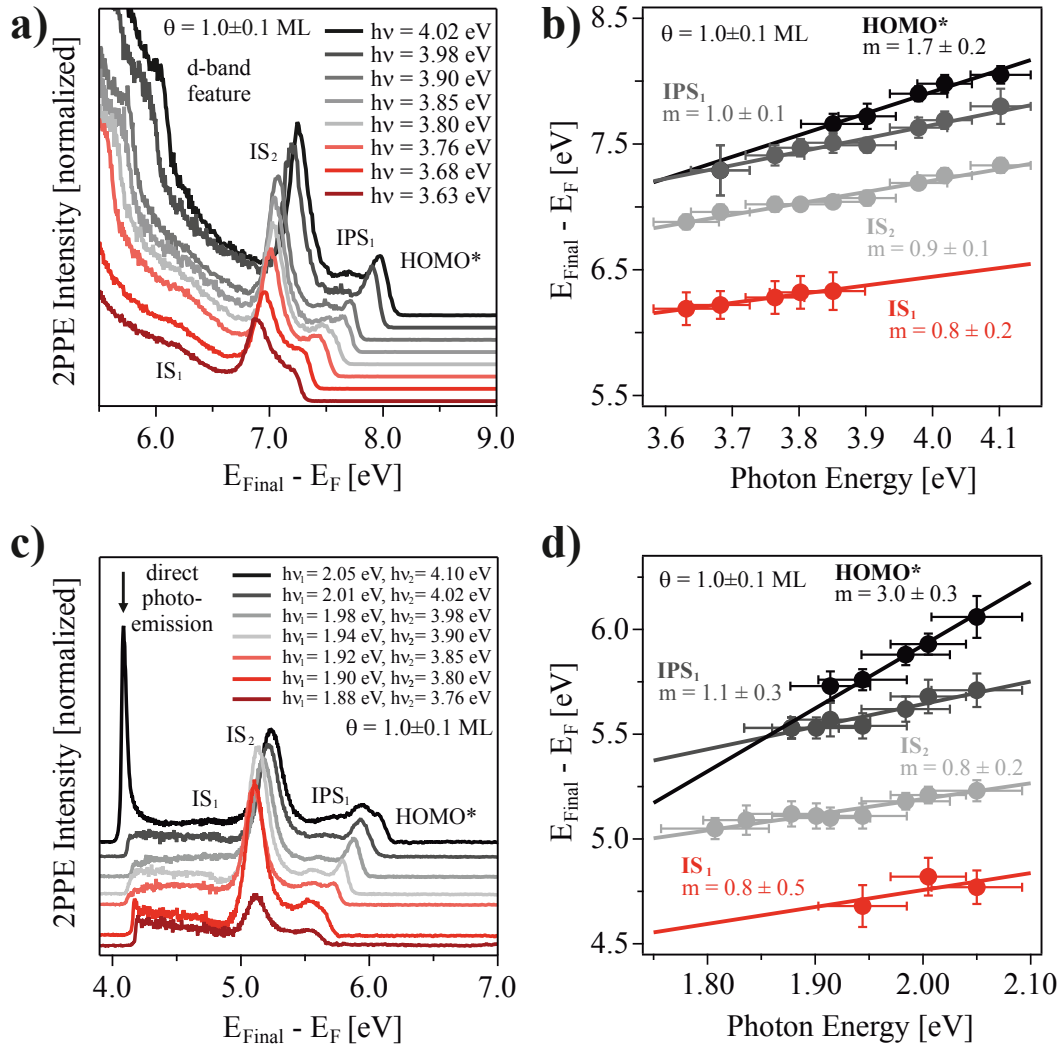 a)
θ = 1.0±0.1 ML
d-band
feature
hν = 4.02 eV
hν = 3.98 eV
hν = 3.90 eV
hν = 3.85 eV
hν = 3.80 eV
hν = 3.76 eV
hν = 3.68 eV
hν = 3.63 eV
IS₂
IPS₁
HOMO*
IS₁
2PPE Intensity [normalized]
6.0 7.0 8.0 9.0
E_Final - E_F [eV]
b)
θ = 1.0±0.1 ML
HOMO*
m = 1.7 ± 0.2
IPS₁
m = 1.0 ± 0.1
IS₂
m = 0.9 ± 0.1
IS₁
m = 0.8 ± 0.2
8.5
7.5
6.5
5.5
E_Final - E_F [eV]
3.6 3.7 3.8 3.9 4.0 4.1
Photon Energy [eV]
c)
direct
photo-
emission
hν₁= 2.05 eV, hν₂= 4.10 eV
hν₁= 2.01 eV, hν₂= 4.02 eV
hν₁= 1.98 eV, hν₂= 3.98 eV
hν₁= 1.94 eV, hν₂= 3.90 eV
hν₁= 1.92 eV, hν₂= 3.85 eV
hν₁= 1.90 eV, hν₂= 3.80 eV
hν₁= 1.88 eV, hν₂= 3.76 eV
θ = 1.0±0.1 ML
IS₂
IS₁
IPS₁
HOMO*
2PPE Intensity [normalized]
4.0 5.0 6.0 7.0
E_Final - E_F [eV]
d)
θ = 1.0±0.1 ML
HOMO*
m = 3.0 ± 0.3
IPS₁
m = 1.1 ± 0.3
IS₂
m = 0.8 ± 0.2
IS₁
m = 0.8 ± 0.5
6.0
5.5
5.0
4.5
E_Final - E_F [eV]
1.80 1.90 2.00 2.10
Photon Energy [eV]